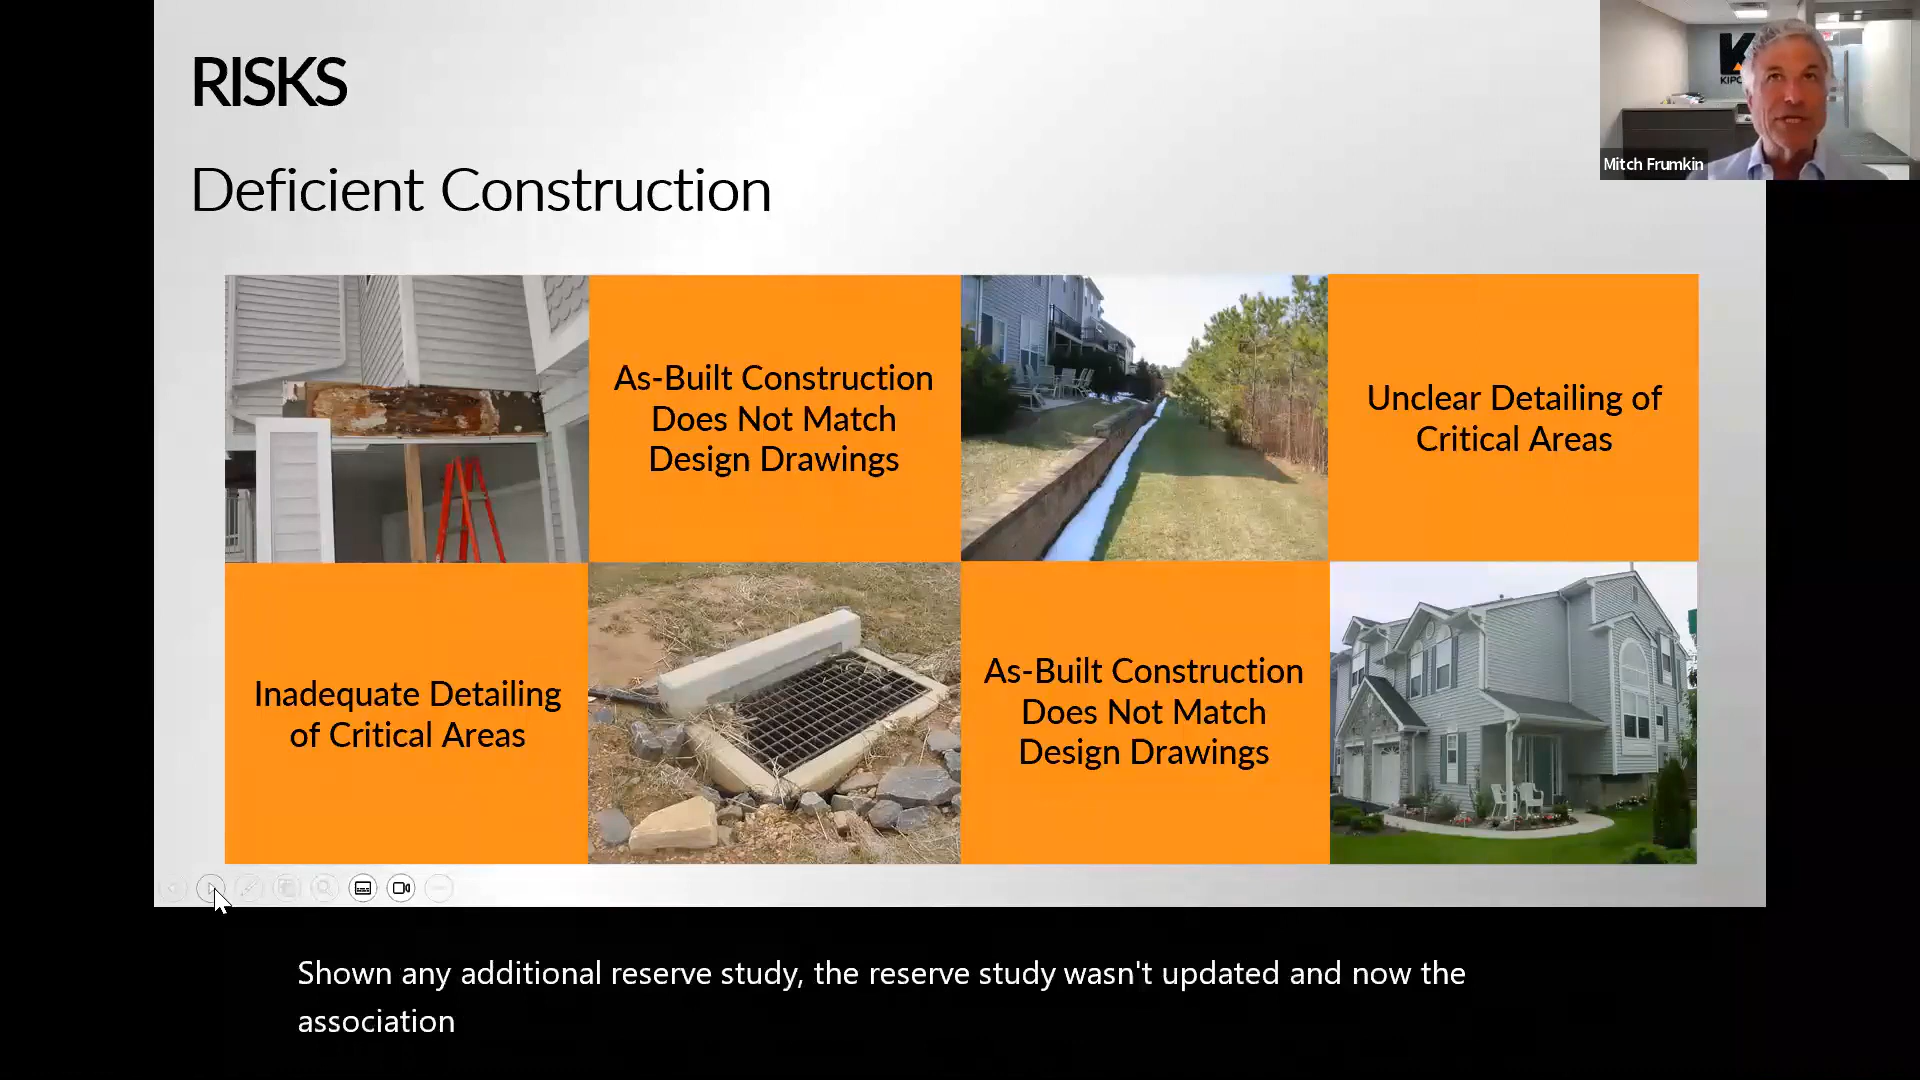 RISKS
Deficient Construction
KIPC
Mitch Frumkin
As-Built Construction
Does Not Match
Design Drawings
Unclear Detailing of
Critical Areas
Inadequate Detailing
of Critical Areas
As-Built Construction
Does Not Match
Design Drawings
Shown any additional reserve study, the reserve study wasn't updated and now the
association